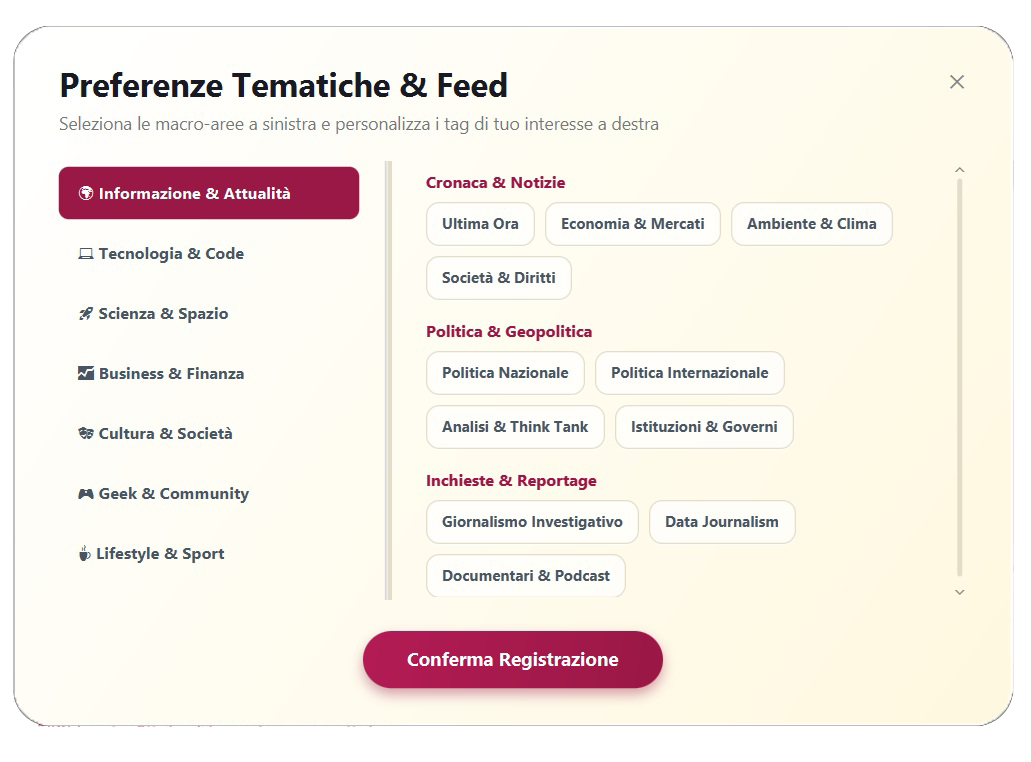 Preferenze Tematiche & Feed
Seleziona le macro-aree a sinistra e personalizza i tag di tuo interesse a destra
Informazione & Attualità
Tecnologia & Code
Scienza & Spazio
Business & Finanza
Cultura & Società
Geek & Community
Lifestyle & Sport
Cronaca & Notizie
Ultima Ora
Economia & Mercati
Ambiente & Clima
Società & Diritti
Politica & Geopolitica
Politica Nazionale
Politica Internazionale
Analisi & Think Tank
Istituzioni & Governi
Inchieste & Reportage
Giornalismo Investigativo
Data Journalism
Documentari & Podcast
Conferma Registrazione